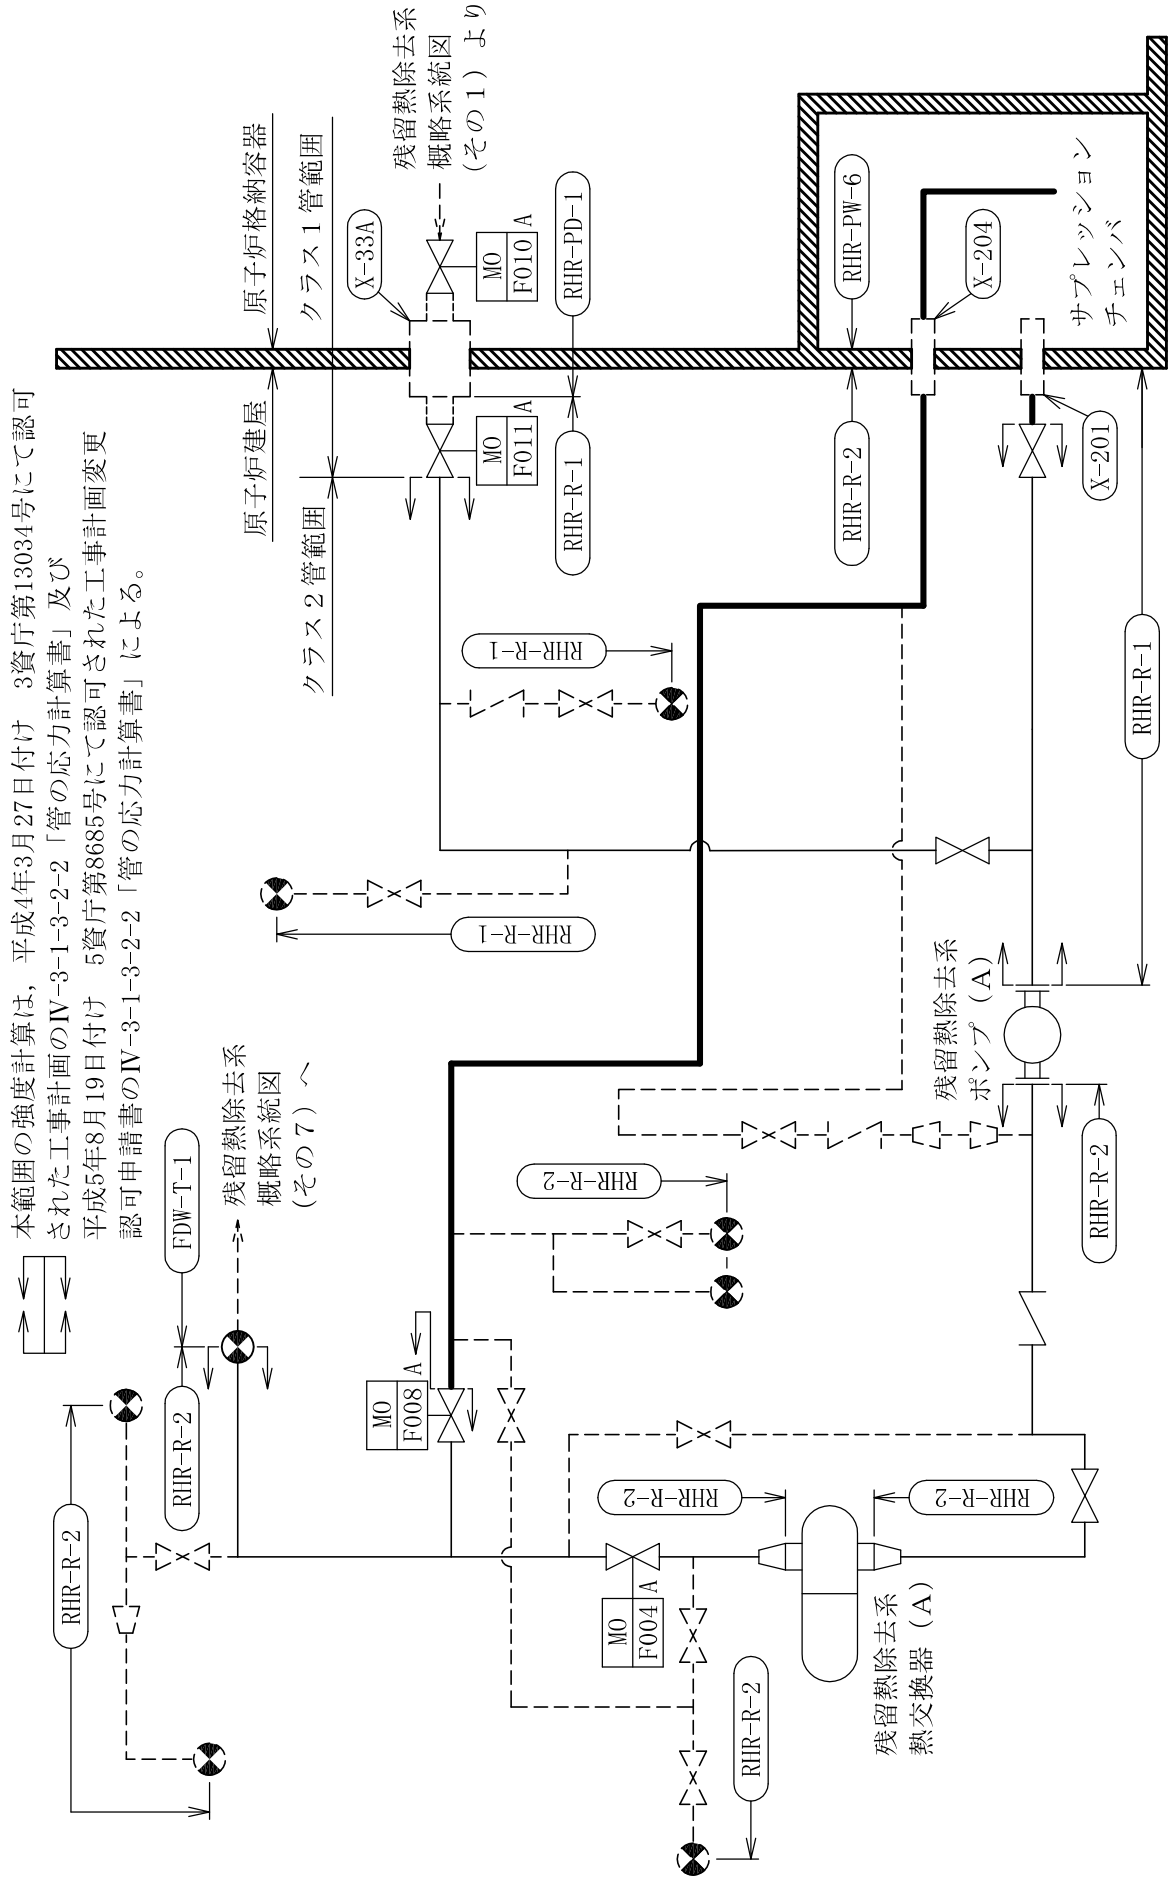 本範囲の強度計算は，平成4年3月27日付け　3資庁第13034号にて認可
された工事計画のⅣ-3-1-3-2-2「管の応力計算書」及び
平成5年8月19日付け　5資庁第8685号にて認可された工事計画変更
認可申請書のⅣ-3-1-3-2-2「管の応力計算書」による。
原子炉建屋
原子炉格納容器
クラス2管範囲
クラス1管範囲
残留熱除去系
概略系統図
(その1)より
X-33A
MO
F010
A
MO
F011
A
RHR-R-1
RHR-PD-1
RHR-R-2
RHR-PW-6
X-204
サプレッション
チェンバ
X-201
RHR-R-1
RHR-R-1
RHR-R-1
残留熱除去系
ポンプ（A）
RHR-R-2
RHR-R-2
FDW-T-1
残留熱除去系
概略系統図
(その7)へ
RHR-R-2
RHR-R-2
MO
F008
A
RHR-R-2
RHR-R-2
MO
F004
A
RHR-R-2
残留熱除去系
熱交換器（A）